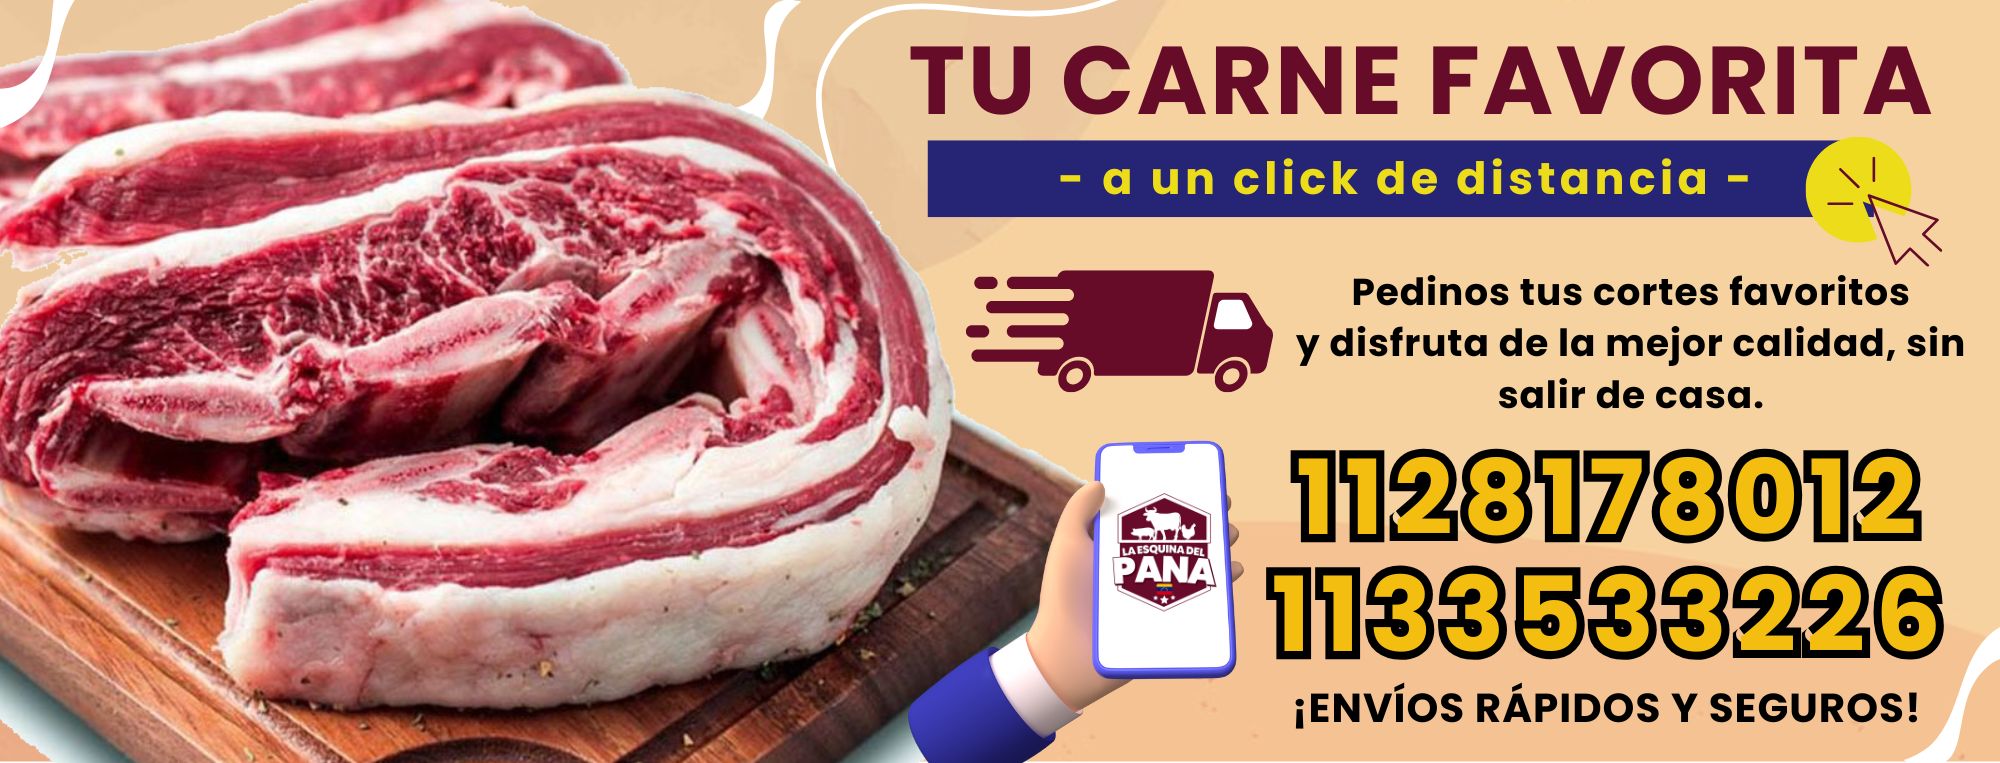 TU CARNE FAVORITA
- a un click de distancia -
Pedinos tus cortes favoritos
y disfruta de la mejor calidad, sin
salir de casa.
1128178012
LA ESQUINA DEL
PANA
1133533226
¡ENVÍOS RÁPIDOS Y SEGUROS!